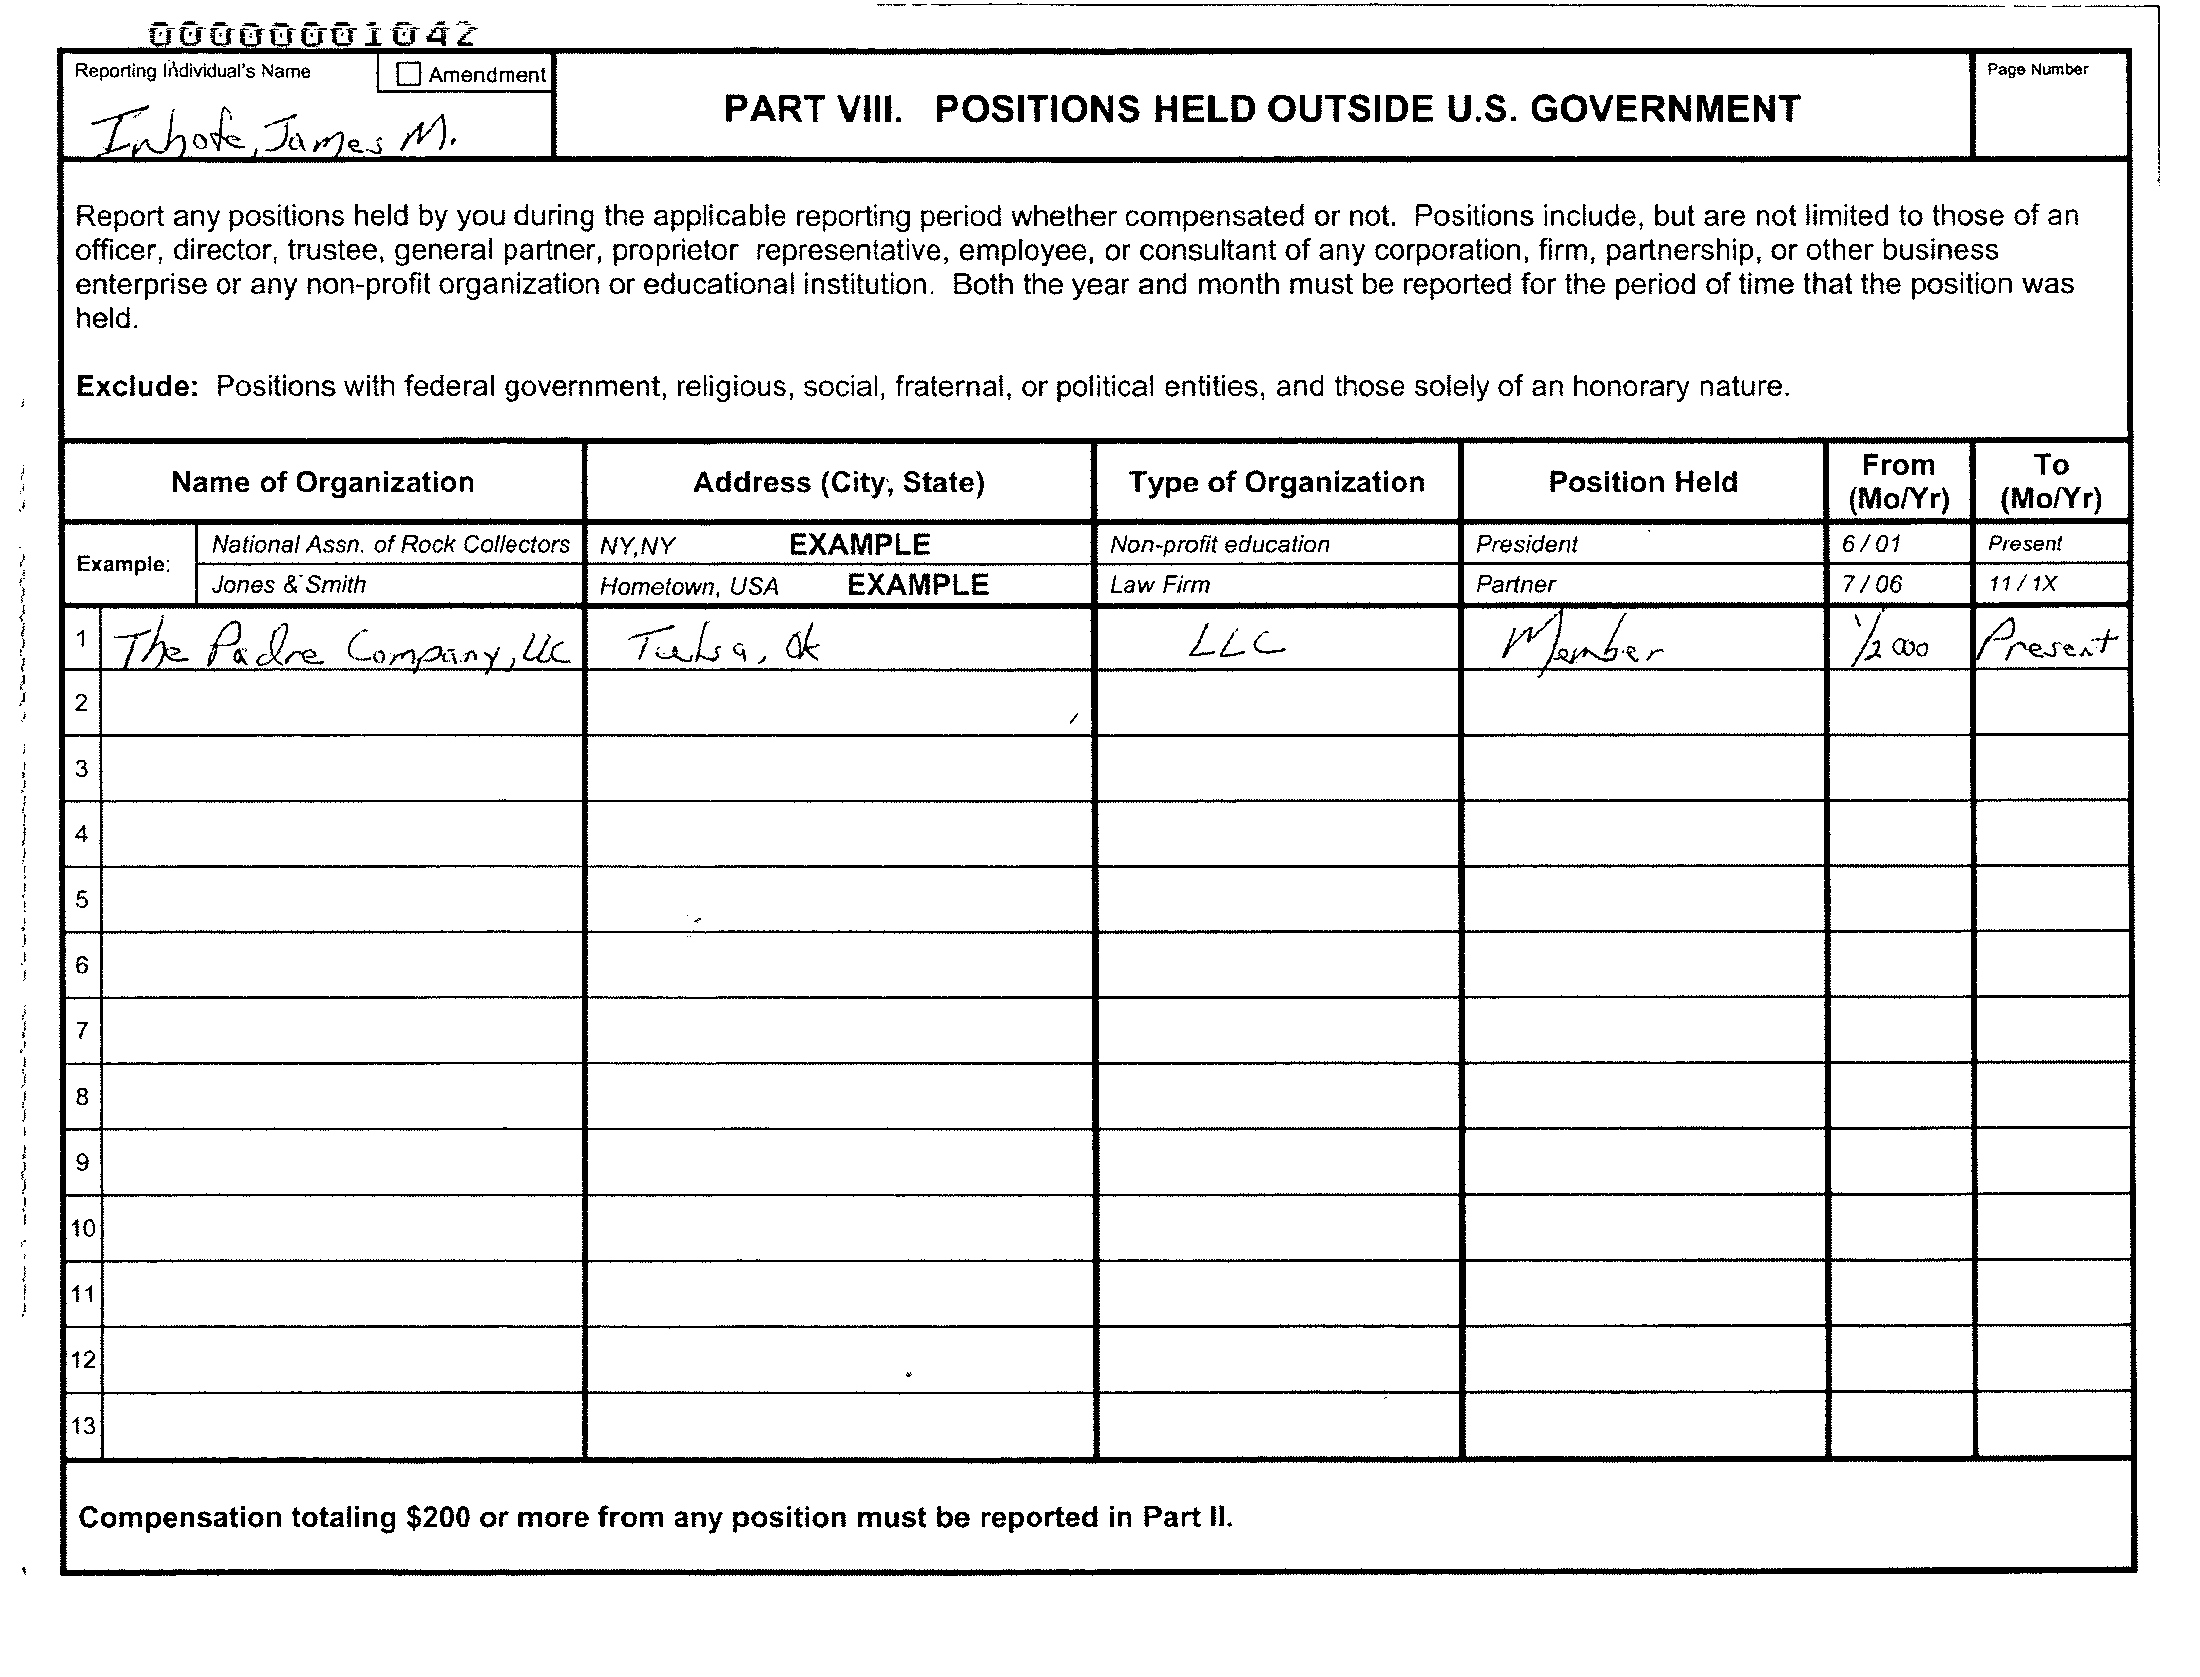 00000001042
Reporting Individual's Name
Amendment
Inhofe, James M.
PART VIII. POSITIONS HELD OUTSIDE U.S. GOVERNMENT
Page Number
Report any positions held by you during the applicable reporting period whether compensated or not. Positions include, but are not limited to those of an
officer, director, trustee, general partner, proprietor representative, employee, or consultant of any corporation, firm, partnership, or other business
enterprise or any non-profit organization or educational institution. Both the year and month must be reported for the period of time that the position was
held.
Exclude: Positions with federal government, religious, social, fraternal, or political entities, and those solely of an honorary nature.
Name of Organization Address (City, State) Type of Organization Position Held From (Mo/Yr) To (Mo/Yr)
Example:
National Assn. of Rock Collectors NY,NY EXAMPLE Non-profit education President 6 / 01 Present
Jones & Smith Hometown, USA EXAMPLE Law Firm Partner 7 / 06 11 / 1X
1 The Padre Company, LLC Tulsa, Ok LLC Member 1/2000 Present
2
3
4
5
6
7
8
9
10
11
12
13
Compensation totaling $200 or more from any position must be reported in Part II.